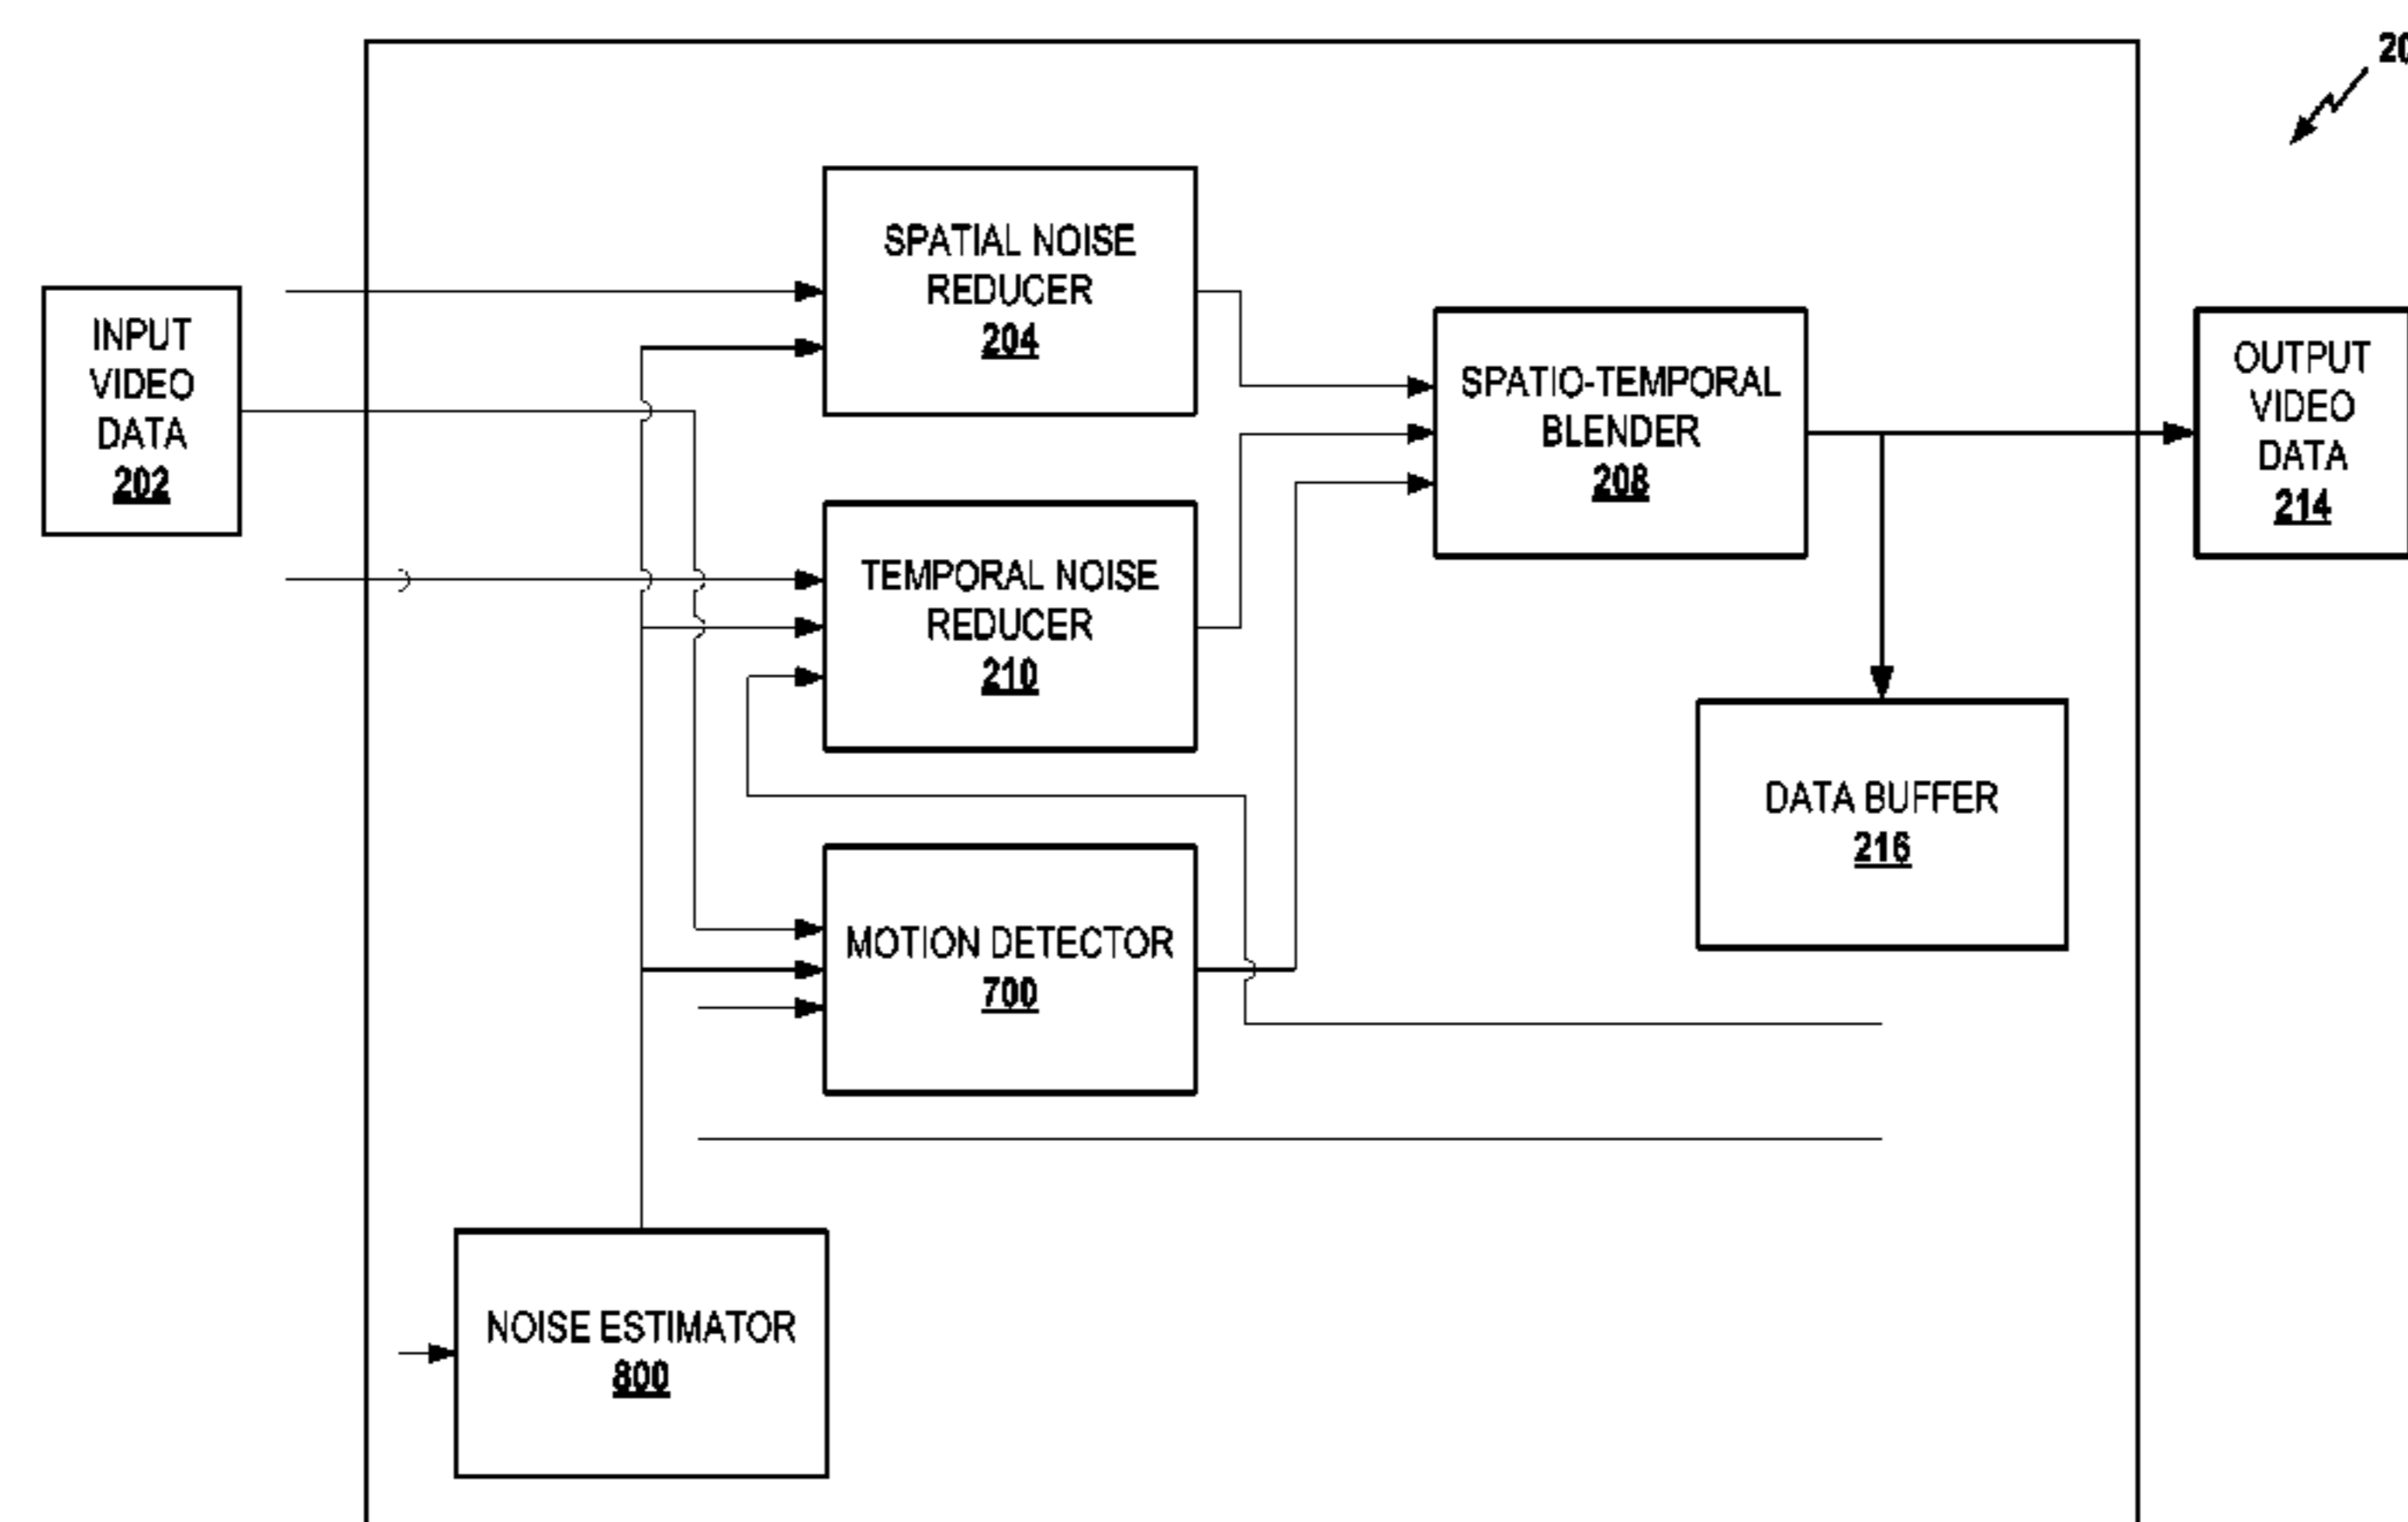 20
SPATIAL NOISE
REDUCER
204
INPUT
VIDEO
DATA
202
SPATIO-TEMPORAL
BLENDER
208
OUTPUT
VIDEO
DATA
214
TEMPORAL NOISE
REDUCER
210
DATA BUFFER
216
MOTION DETECTOR
700
NOISE ESTIMATOR
800